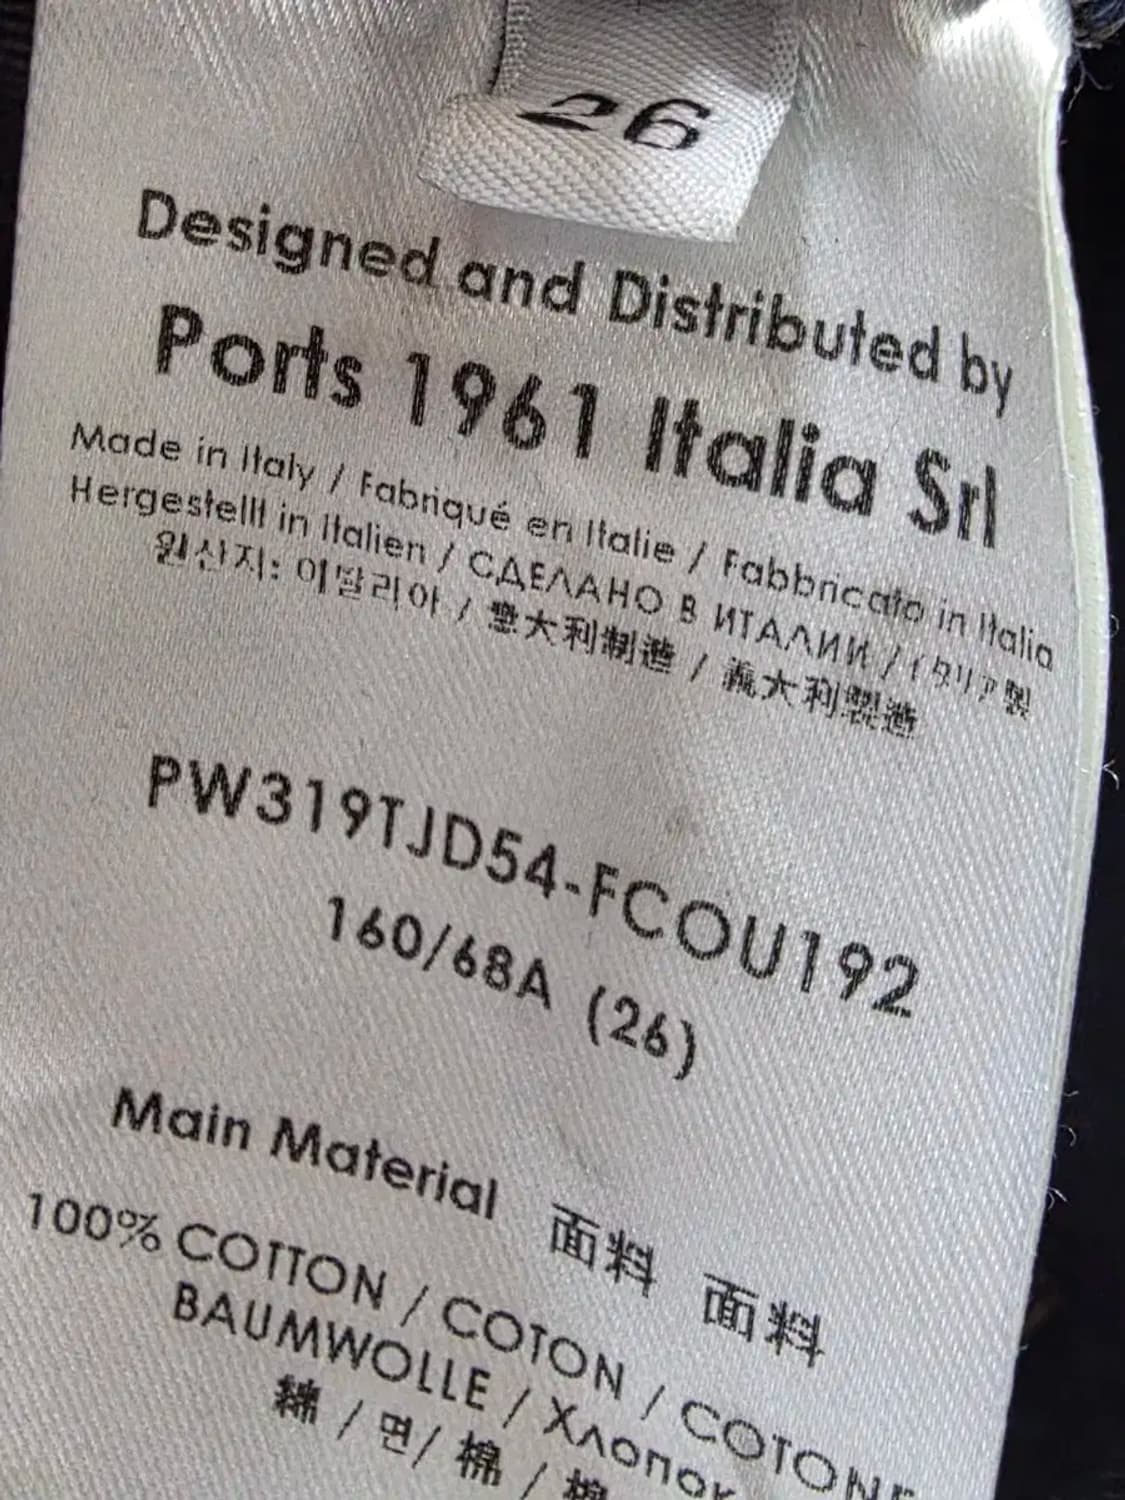 26
Designed and Distributed by
Ports 1961 Italia Srl
Made in Italy / Fabriqué en Italie / Fabbricato in Italia
Hergestellt in Italien / СДЕЛАНО В ИТАЛИИ / イタリア製
원산지: 이탈리아 / 意大利制造 / 義大利製造
PW319TJD54-FCOU192
160/68A (26)
Main Material 面料 面料
100% COTTON / COTON / COTONE
BAUMWOLLE / Хлопок
綿 / 면 / 棉 / 棉